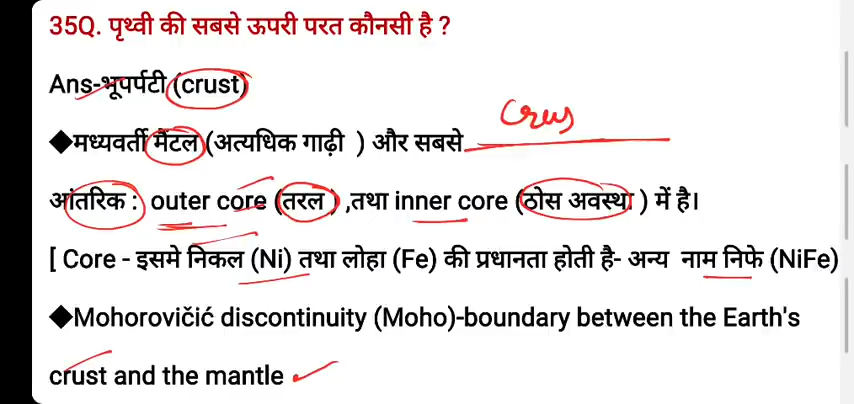 35Q. पृथ्वी की सबसे ऊपरी परत कौनसी है ?
Ans-भूपर्पटी (crust)
Crus
◆मध्यवर्ती मैंटल (अत्यधिक गाढ़ी ) और सबसे
आंतरिक : outer core (तरल ) ,तथा inner core (ठोस अवस्था ) में है।
[ Core - इसमे निकल (Ni) तथा लोहा (Fe) की प्रधानता होती है- अन्य नाम निफे (NiFe)
◆Mohorovičić discontinuity (Moho)-boundary between the Earth's
crust and the mantle